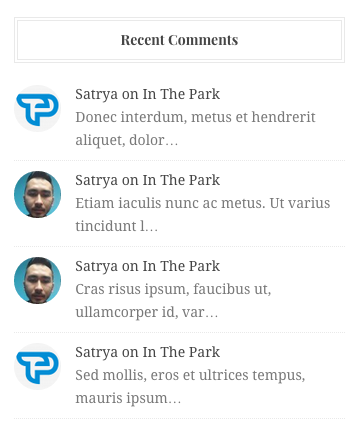 Recent Comments
Satrya on In The Park
Donec interdum, metus et hendrerit
aliquet, dolor…
Satrya on In The Park
Etiam iaculis nunc ac metus. Ut varius
tincidunt l…
Satrya on In The Park
Cras risus ipsum, faucibus ut,
ullamcorper id, var…
Satrya on In The Park
Sed mollis, eros et ultrices tempus,
mauris ipsum…